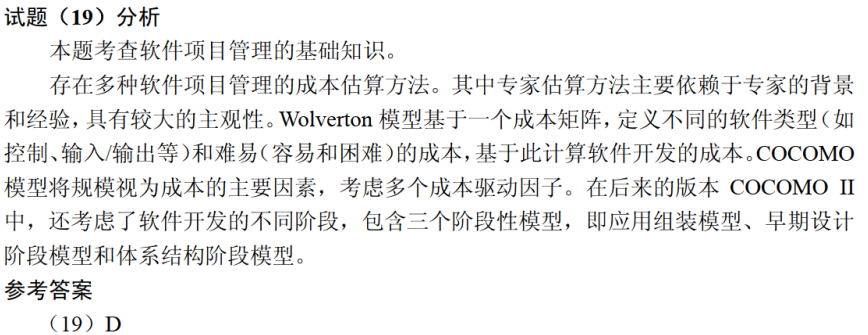 试题（19）分析
本题考查软件项目管理的基础知识。
存在多种软件项目管理的成本估算方法。其中专家估算方法主要依赖于专家的背景
和经验，具有较大的主观性。Wolverton 模型基于一个成本矩阵，定义不同的软件类型（如
控制、输入/输出等）和难易（容易和困难）的成本，基于此计算软件开发的成本。COCOMO
模型将规模视为成本的主要因素，考虑多个成本驱动因子。在后来的版本 COCOMO II
中，还考虑了软件开发的不同阶段，包含三个阶段性模型，即应用组装模型、早期设计
阶段模型和体系结构阶段模型。
参考答案
（19）D